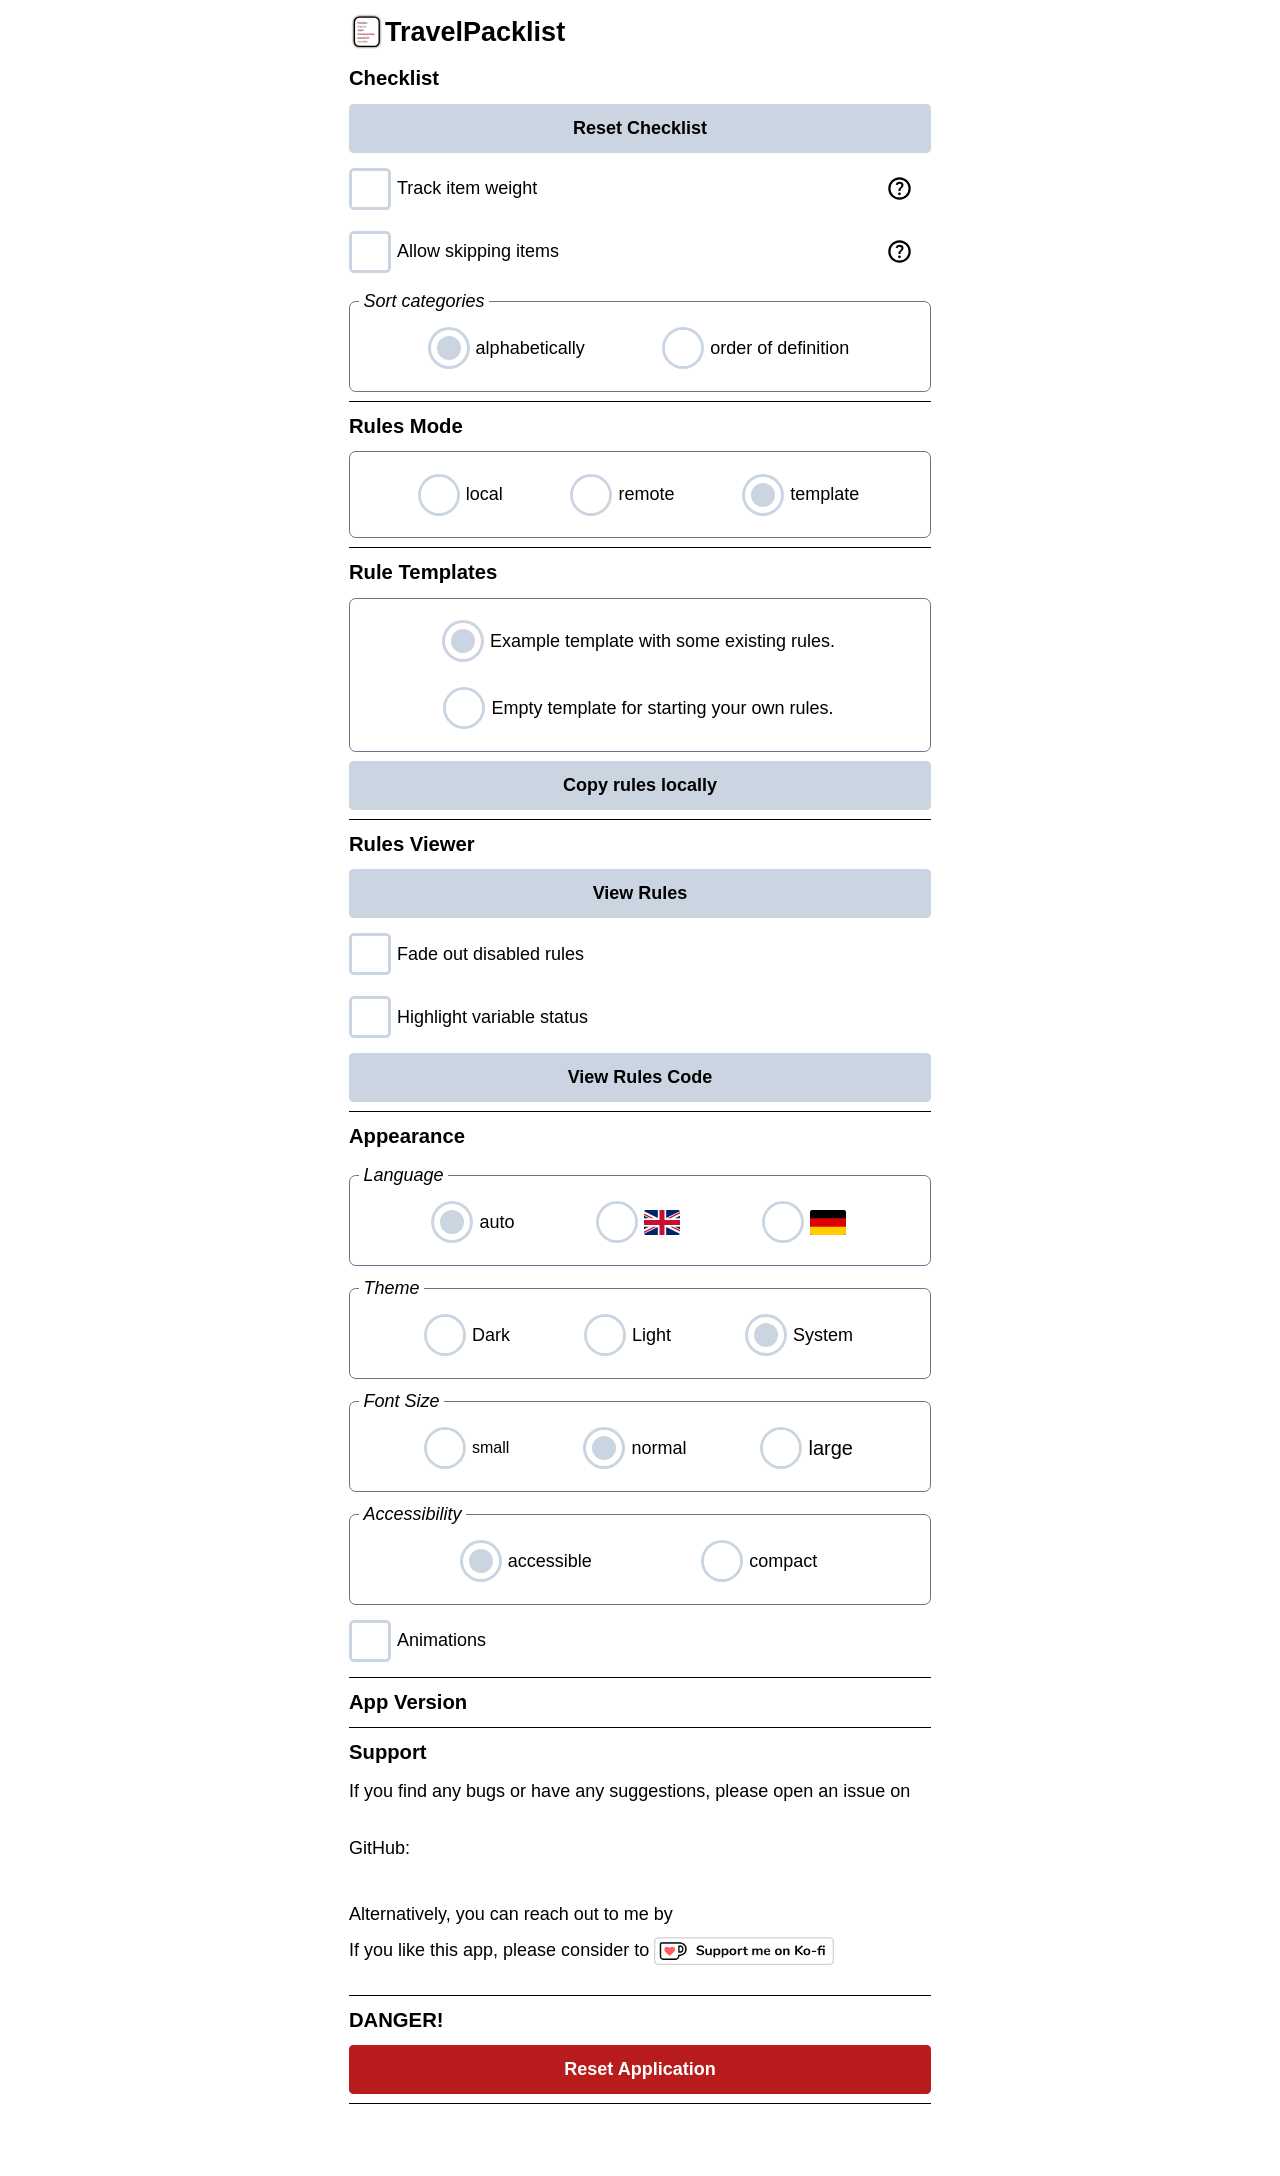 TravelPacklist
Checklist
Reset Checklist
Track item weight
Allow skipping items
Sort categories
alphabetically order of definition
Rules Mode
local remote template
Rule Templates
Example template with some existing rules.
Empty template for starting your own rules.
Copy rules locally
Rules Viewer
View Rules
Fade out disabled rules
Highlight variable status
View Rules Code
Appearance
Language
auto
Theme
Dark Light System
Font Size
small normal large
Accessibility
accessible compact
Animations
App Version
Support
If you find any bugs or have any suggestions, please open an issue on
GitHub:
Alternatively, you can reach out to me by
If you like this app, please consider to Support me on Ko-fi
DANGER!
Reset Application